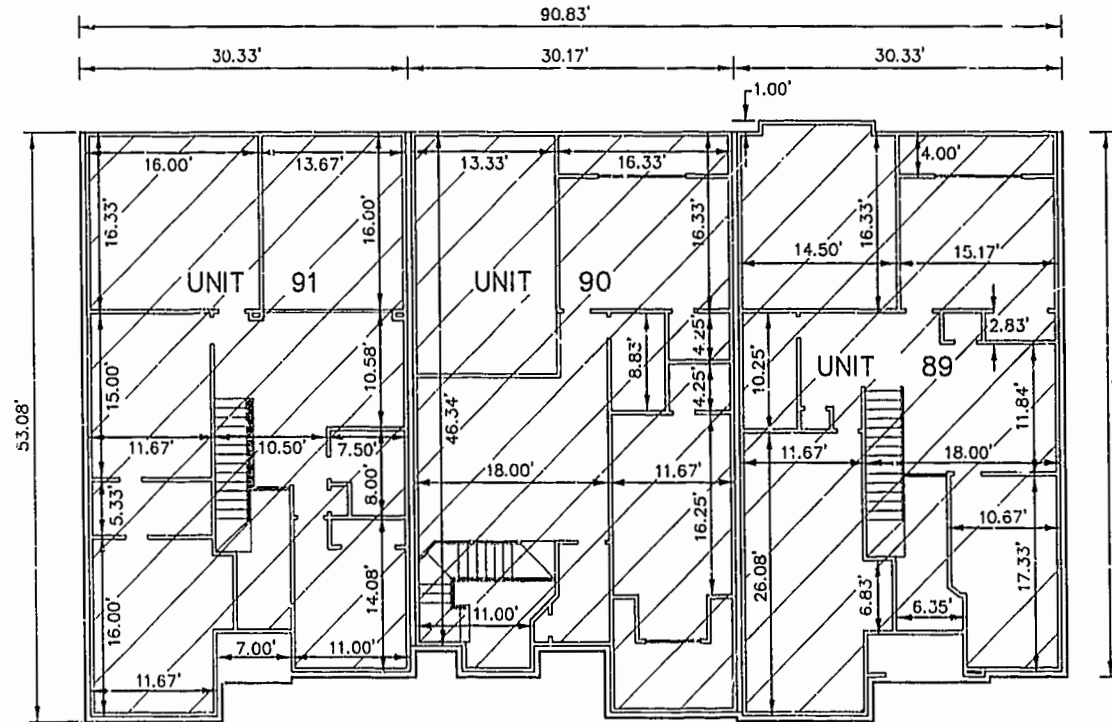 90.83'
30.33' 30.17' 30.33'
1.00'
16.00' 13.67' 13.33' 16.33' 4.00'
16.33' 16.00' 16.33' 16.33'
14.50' 15.17'
UNIT 91 UNIT 90
2.83'
15.00' 10.58' 8.83' 4.25' 10.25' UNIT 89 11.84'
4.25'
53.08' 46.34'
11.67' 10.50' 7.50' 18.00' 11.67' 11.67' 18.00'
5.33' 8.00' 16.25' 10.67'
26.08' 17.33'
14.08' 6.83'
16.00' 11.00' 6.35'
7.00' 11.00'
11.67'